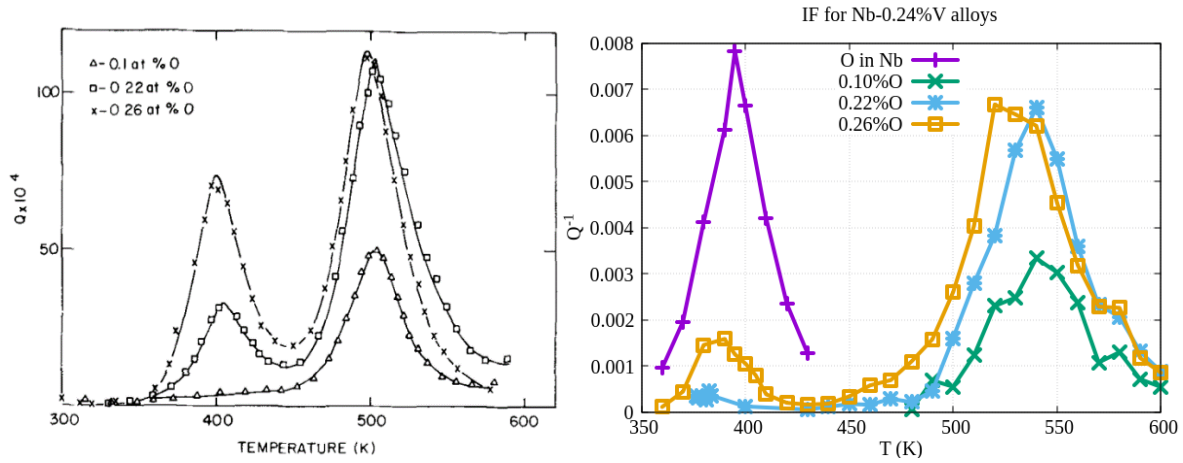 △-0.1 at % O
□-0.22 at % O
x-0.26 at % O
100
50
Q x10⁻⁴
300
400
500
600
TEMPERATURE (K)
IF for Nb-0.24%V alloys
O in Nb
0.10%O
0.22%O
0.26%O
0.008
0.007
0.006
0.005
0.004
0.003
0.002
0.001
0
Q⁻¹
350
400
450
500
550
600
T (K)